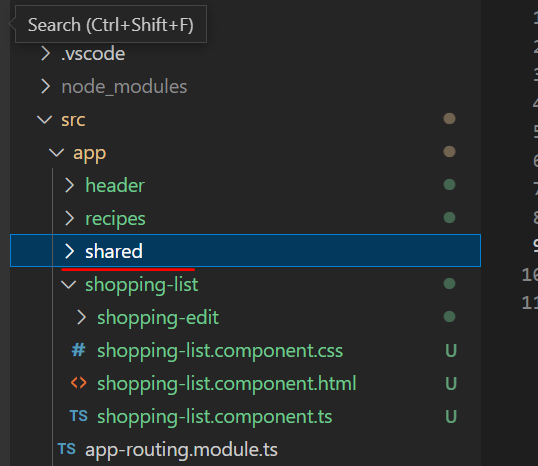 Search (Ctrl+Shift+F)
.vscode
node_modules
src
app
header
recipes
shared
shopping-list
shopping-edit
# shopping-list.component.css U
<> shopping-list.component.html U
TS shopping-list.component.ts U
TS app-routing.module.ts
1
2
3
4
5
6
7
8
9
10
11